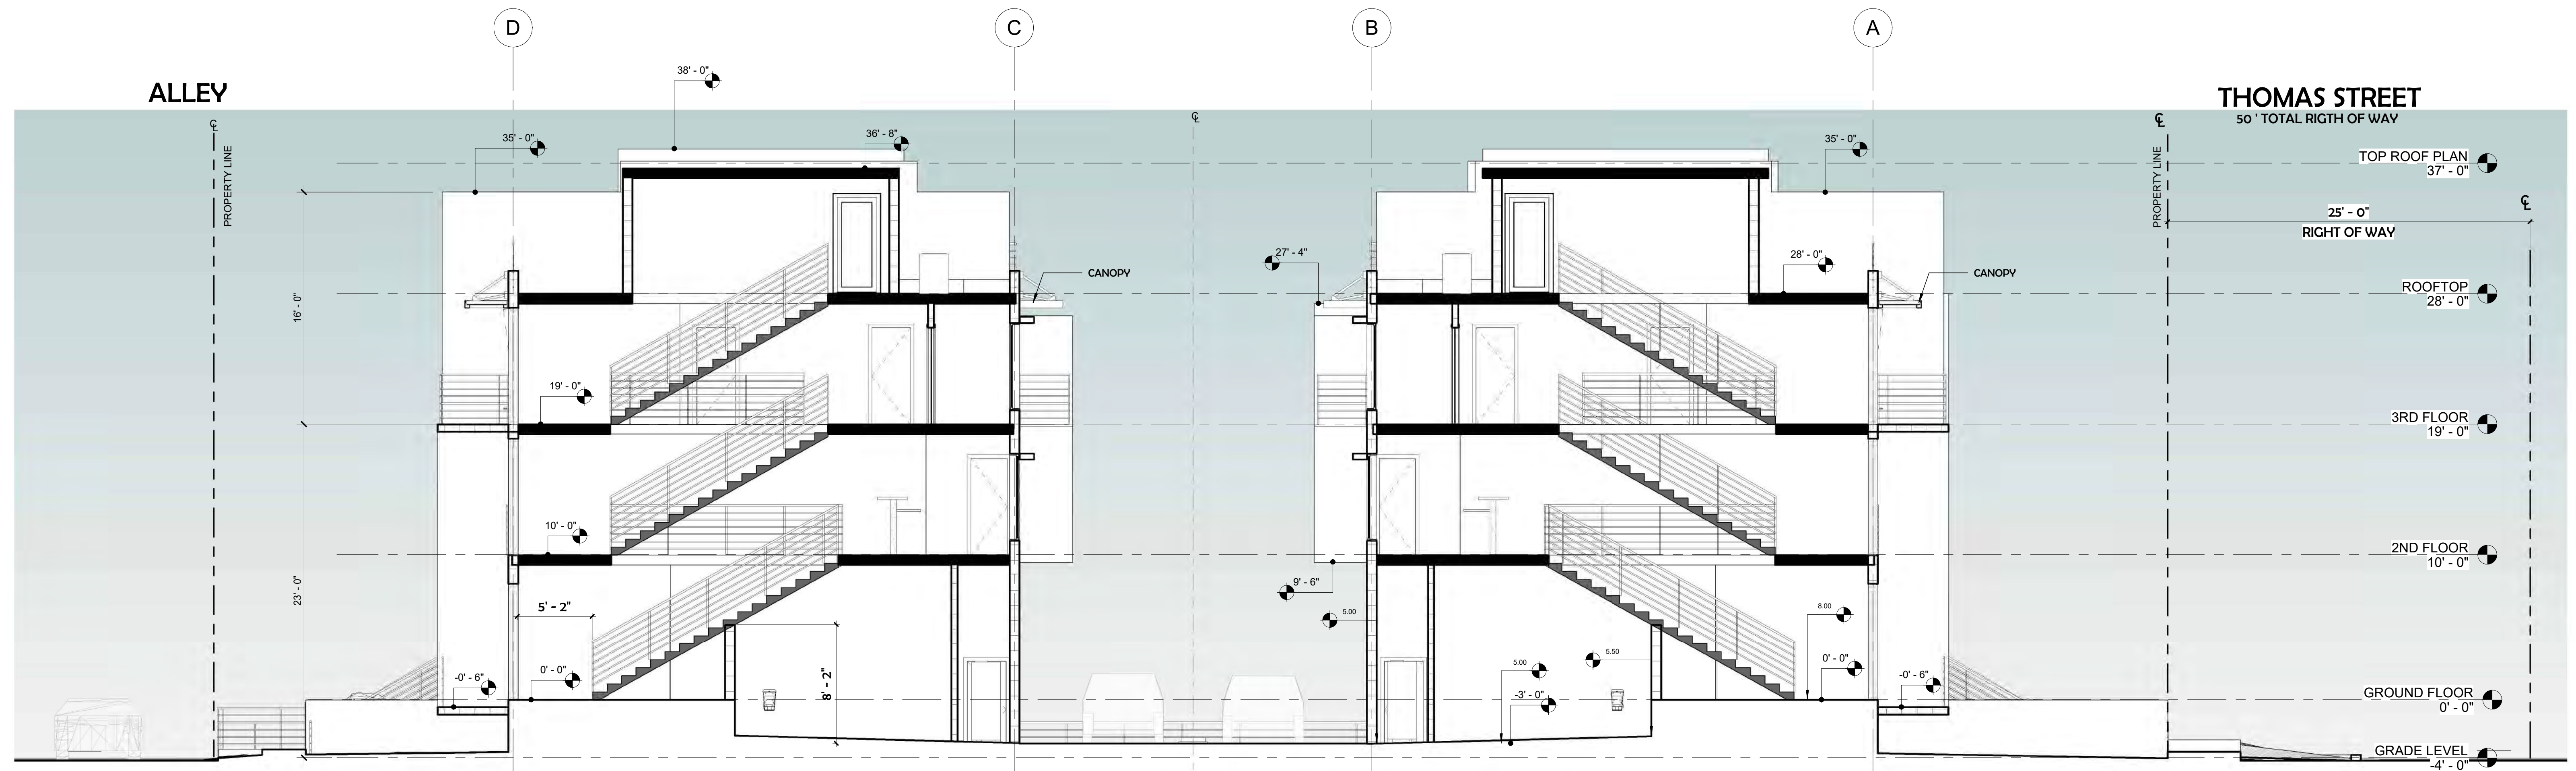 D
C
B
A
ALLEY
THOMAS STREET
50 ' TOTAL RIGTH OF WAY
38' - 0"
35' - 0"
36' - 8"
35' - 0"
PROPERTY LINE
PROPERTY LINE
TOP ROOF PLAN
37' - 0"
25' - 0"
RIGHT OF WAY
27' - 4"
28' - 0"
CANOPY
CANOPY
ROOFTOP
28' - 0"
16' - 0"
19' - 0"
3RD FLOOR
19' - 0"
10' - 0"
2ND FLOOR
10' - 0"
23' - 0"
5' - 2"
9' - 6"
5.00
8.00
8' - 2"
5.50
5.00
-3' - 0"
-0' - 6"
0' - 0"
0' - 0"
-0' - 6"
GROUND FLOOR
0' - 0"
GRADE LEVEL
-4' - 0"